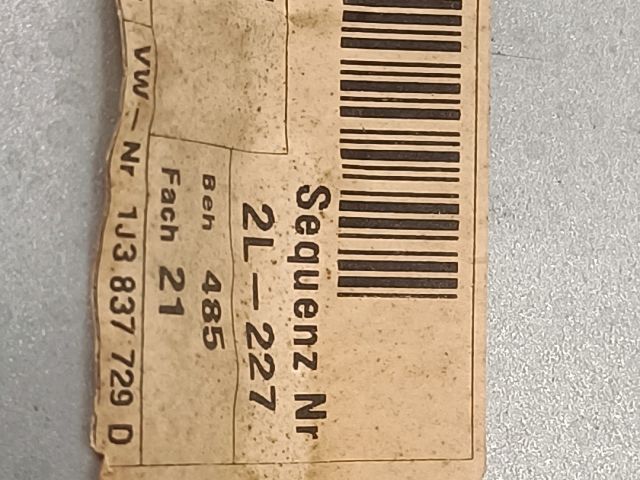 Sequenz Nr
2L-227
Beh 485
Fach 21
VW-Nr 1J3 837 729 D